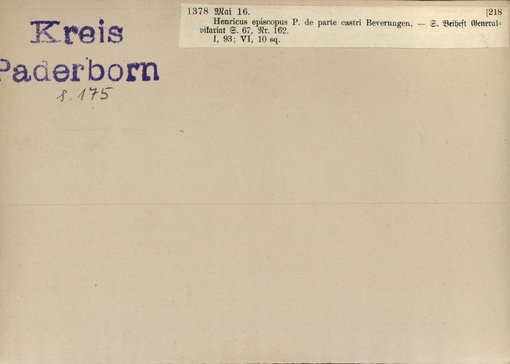 Kreis
Paderborn
S. 175
1378 Mai 16. [218
Henricus episcopus P. de parte castri Beverungen. — S. Beiheft General=
vikariat S. 67, Nr. 162.
I, 93; VI, 10 sq.